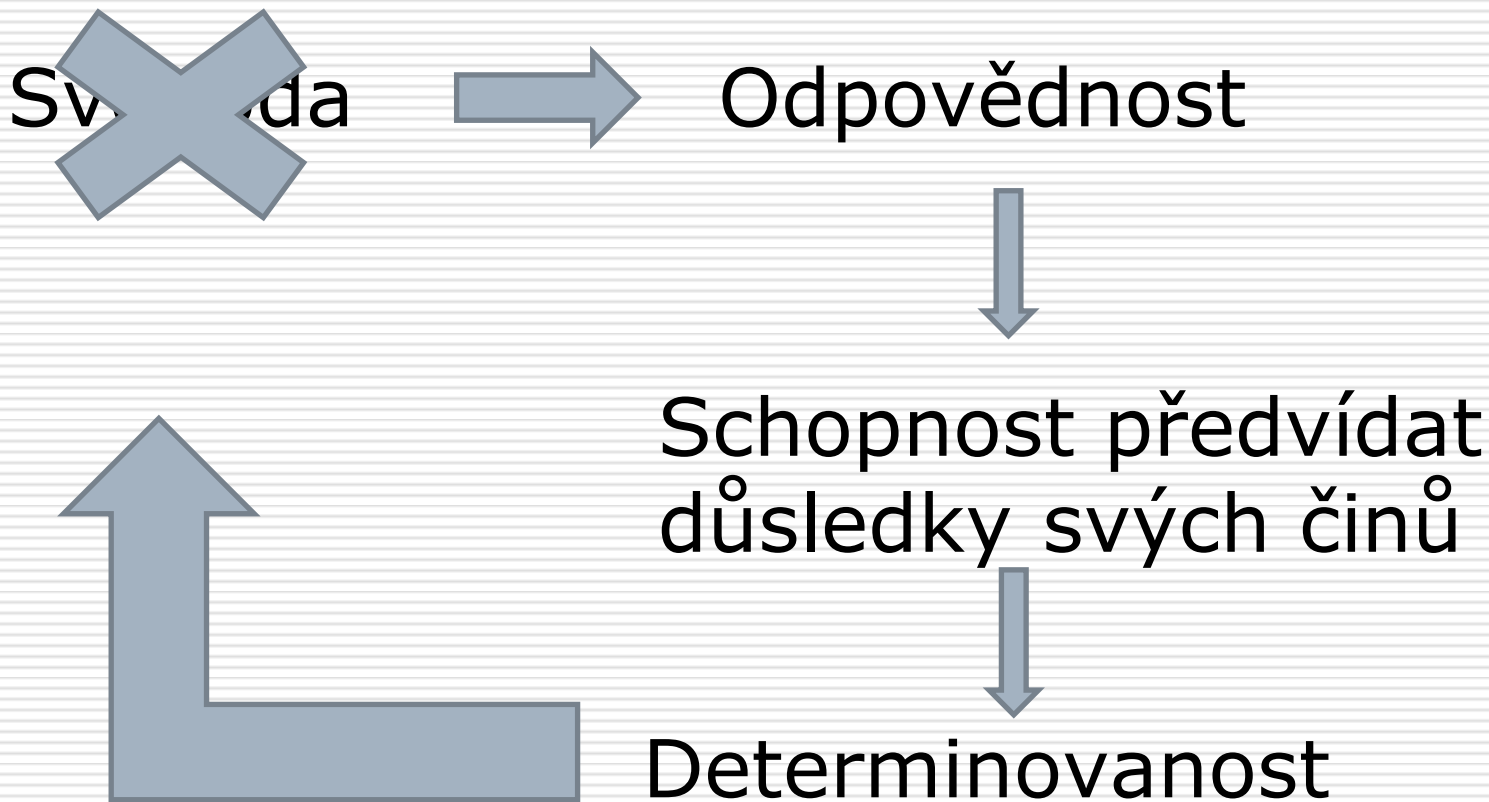 Odpovědnost
Schopnost předvídat
důsledky svých činů
Determinovanost